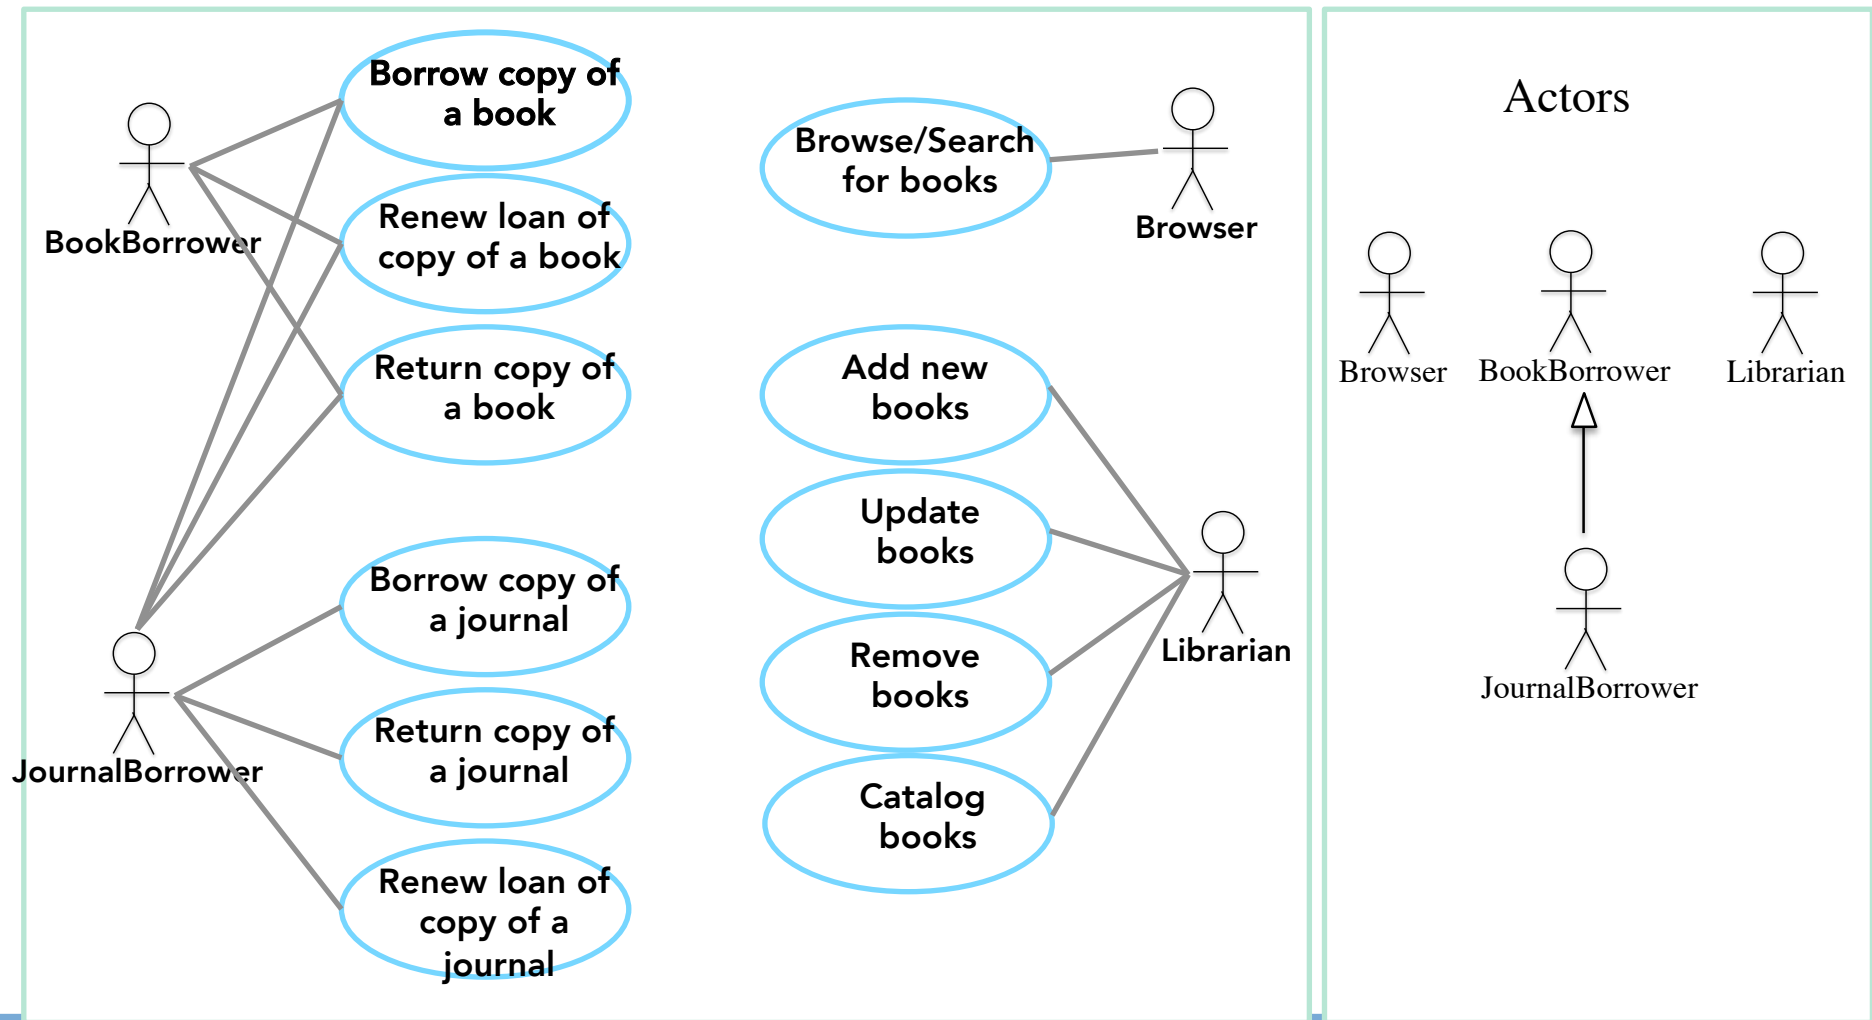 Borrow copy of
a book
BookBorrower
Renew loan of
copy of a book
Return copy of
a book
Borrow copy of
a journal
JournalBorrower
Return copy of
a journal
Renew loan of
copy of a
journal
Browse/Search
for books
Browser
Add new
books
Update
books
Remove
books
Catalog
books
Librarian
Actors
Browser
BookBorrower
Librarian
JournalBorrower